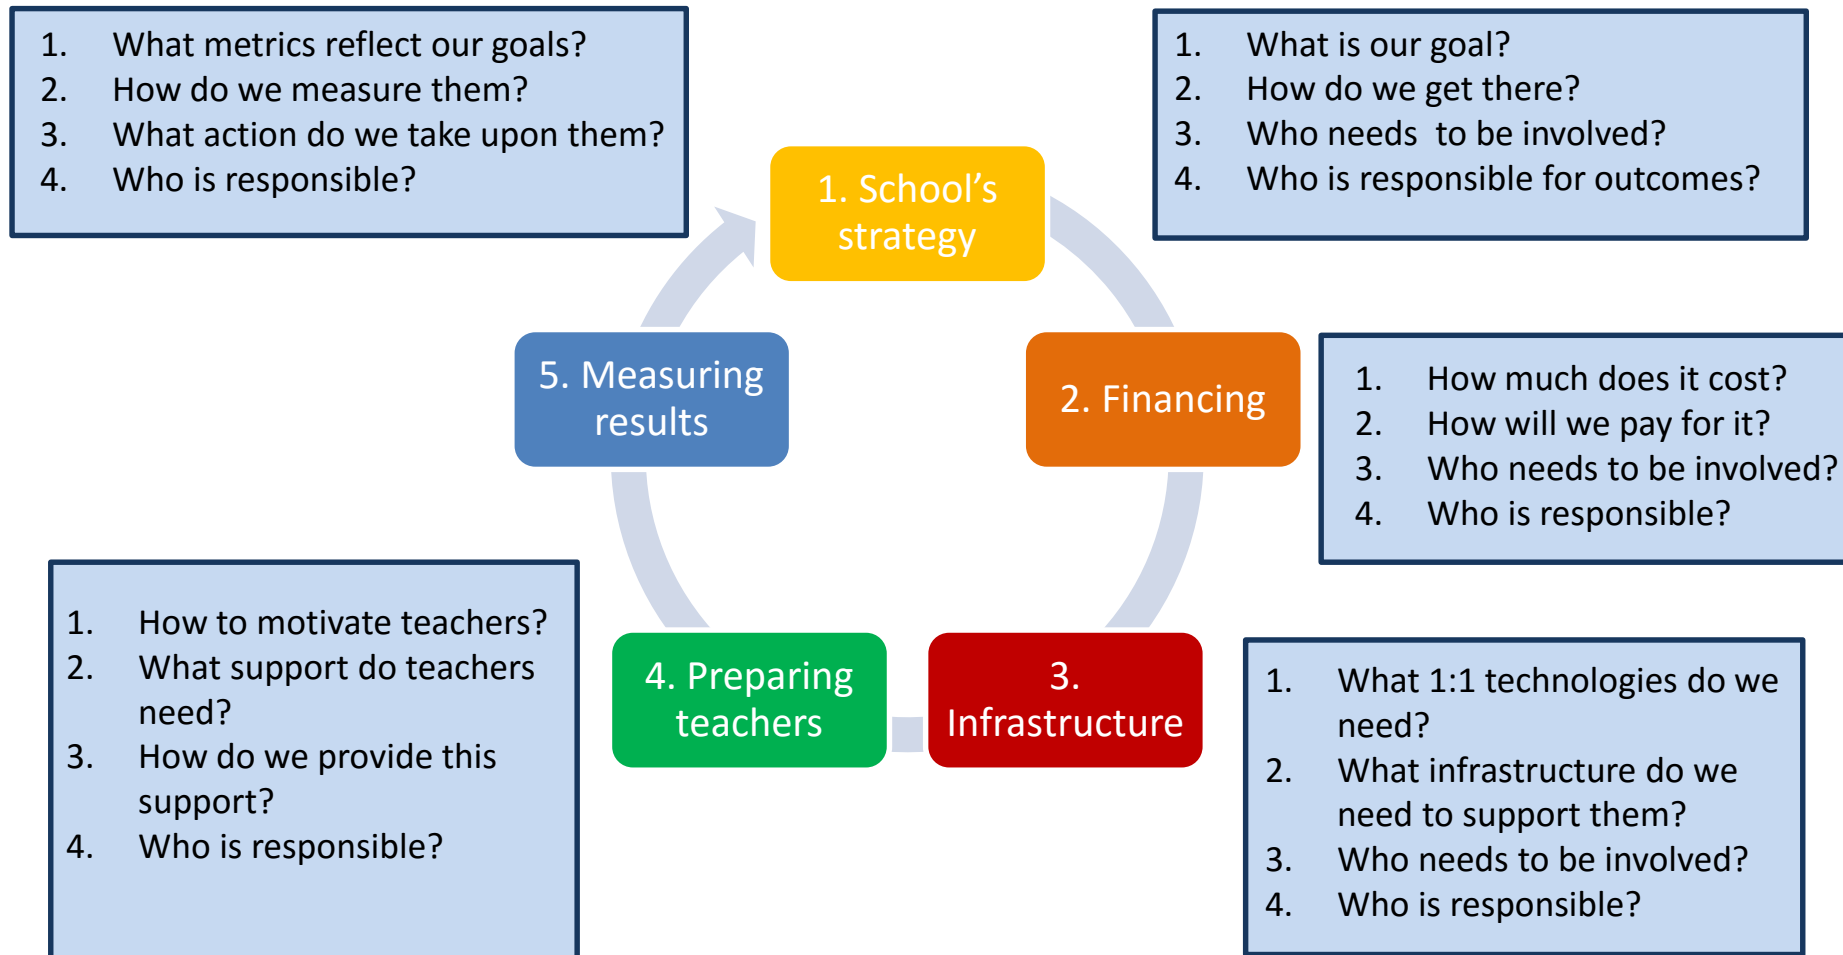 1. What metrics reflect our goals?
2. How do we measure them?
3. What action do we take upon them?
4. Who is responsible?
1. What is our goal?
2. How do we get there?
3. Who needs  to be involved?
4. Who is responsible for outcomes?
1. School’s
strategy
5. Measuring
results
2. Financing
1. How much does it cost?
2. How will we pay for it?
3. Who needs to be involved?
4. Who is responsible?
1. How to motivate teachers?
2. What support do teachers
need?
3. How do we provide this
support?
4. Who is responsible?
4. Preparing
teachers
3.
Infrastructure
1. What 1:1 technologies do we
need?
2. What infrastructure do we
need to support them?
3. Who needs to be involved?
4. Who is responsible?